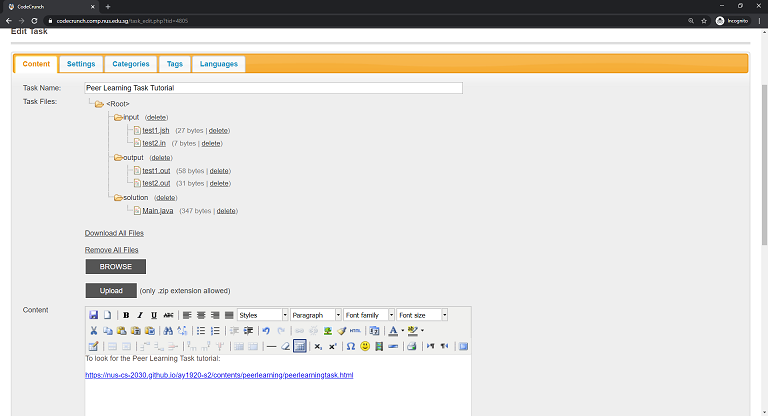 CodeCrunch
codecrunch.comp.nus.edu.sg/task_edit.php?tid=4805
Incognito
Edit Task
Content Settings Categories Tags Languages
Task Name: Peer Learning Task Tutorial
Task Files: <Root>
input (delete)
test1.jsh (27 bytes | delete)
test2.in (7 bytes | delete)
output (delete)
test1.out (58 bytes | delete)
test2.out (31 bytes | delete)
solution (delete)
Main.java (347 bytes | delete)
Download All Files
Remove All Files
BROWSE
Upload (only .zip extension allowed)
Content
B I U ABC Styles Paragraph Font family Font size
HTML A ab
To look for the Peer Learning Task tutorial:
https://nus-cs-2030.github.io/ay1920-s2/contents/peerlearning/peerlearningtask.html